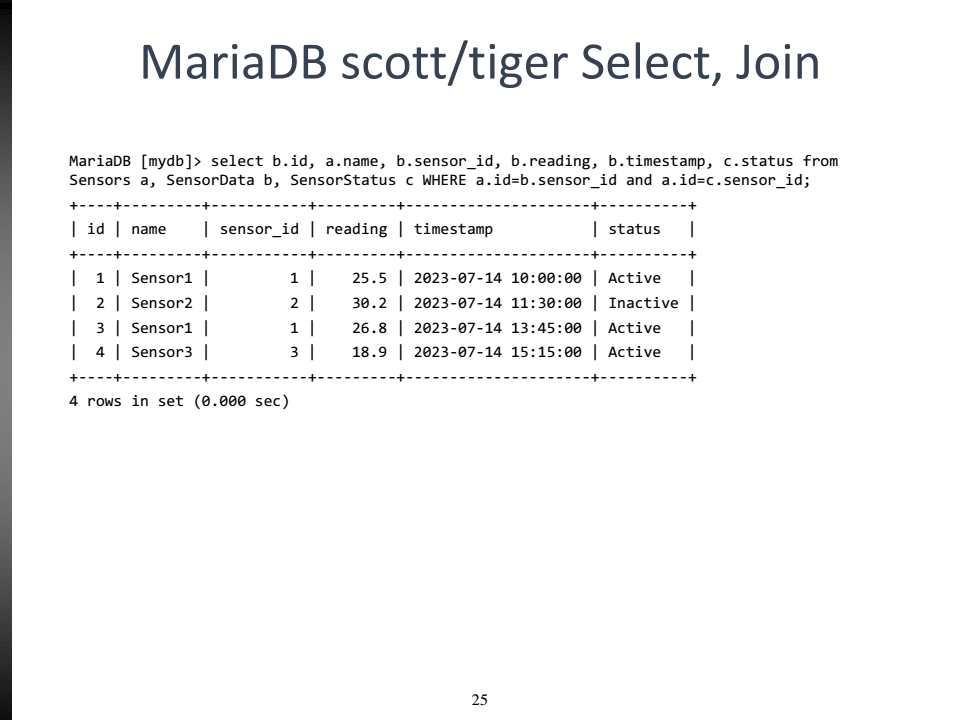 MariaDB scott/tiger Select, Join
MariaDB [mydb]> select b.id, a.name, b.sensor_id, b.reading, b.timestamp, c.status from
Sensors a, SensorData b, SensorStatus c WHERE a.id=b.sensor_id and a.id=c.sensor_id;
+----+---------+-----------+---------+---------------------+----------+
| id | name    | sensor_id | reading | timestamp           | status   |
+----+---------+-----------+---------+---------------------+----------+
|  1 | Sensor1 |         1 |    25.5 | 2023-07-14 10:00:00 | Active   |
|  2 | Sensor2 |         2 |    30.2 | 2023-07-14 11:30:00 | Inactive |
|  3 | Sensor1 |         1 |    26.8 | 2023-07-14 13:45:00 | Active   |
|  4 | Sensor3 |         3 |    18.9 | 2023-07-14 15:15:00 | Active   |
+----+---------+-----------+---------+---------------------+----------+
4 rows in set (0.000 sec)
25